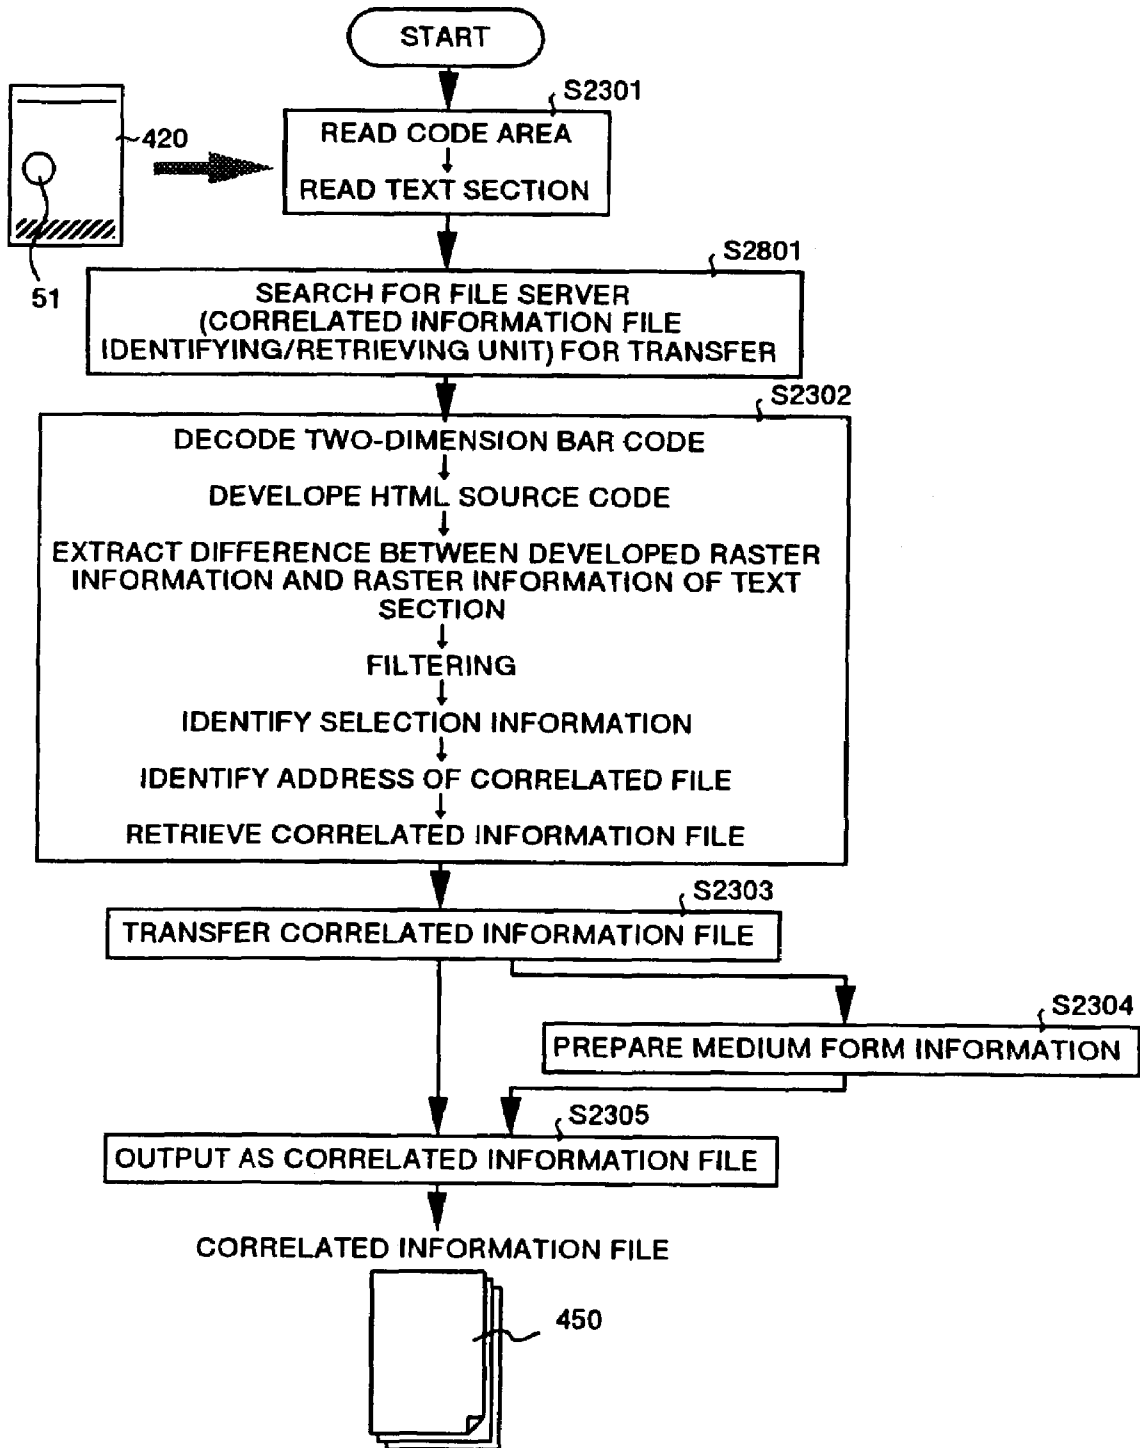 START
S2301
READ CODE AREA
READ TEXT SECTION
420
51
S2801
SEARCH FOR FILE SERVER
(CORRELATED INFORMATION FILE
IDENTIFYING/RETRIEVING UNIT) FOR TRANSFER
S2302
DECODE TWO-DIMENSION BAR CODE
DEVELOPE HTML SOURCE CODE
EXTRACT DIFFERENCE BETWEEN DEVELOPED RASTER
INFORMATION AND RASTER INFORMATION OF TEXT
SECTION
FILTERING
IDENTIFY SELECTION INFORMATION
IDENTIFY ADDRESS OF CORRELATED FILE
RETRIEVE CORRELATED INFORMATION FILE
S2303
TRANSFER CORRELATED INFORMATION FILE
S2304
PREPARE MEDIUM FORM INFORMATION
S2305
OUTPUT AS CORRELATED INFORMATION FILE
CORRELATED INFORMATION FILE
450